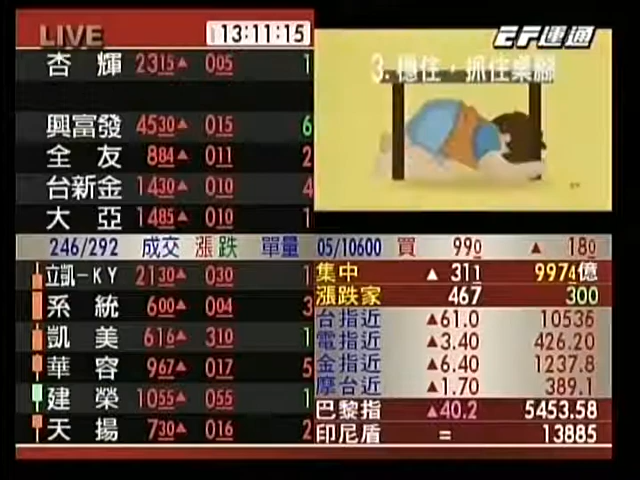 LIVE 13:11:15
EF運通
3. 穩住，抓住桌腳
杏輝 2315▲ 005 1
興富發 4530▲ 015 6
全友 884▲ 011 2
台新金 1430▲ 010 4
大亞 1485▲ 010 1
246/292 成交 漲跌 單量
立凱-KY 2130▲ 030 1
系統 600▲ 004 3
凱美 616▲ 310 1
華容 967▲ 017 5
建榮 1055▲ 055 1
天揚 730▲ 016 2
05/10600 買 990 ▲ 180
集中 ▲ 311 9974億
漲跌家 467 300
台指近 ▲61.0 10536
電指近 ▲3.40 426.20
金指近 ▲6.40 1237.8
摩台近 ▲1.70 389.1
巴黎指 ▲40.2 5453.58
印尼盾 = 13885